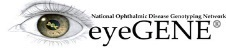 National Ophthalmic Disease Genotyping Network
eyeGENE®